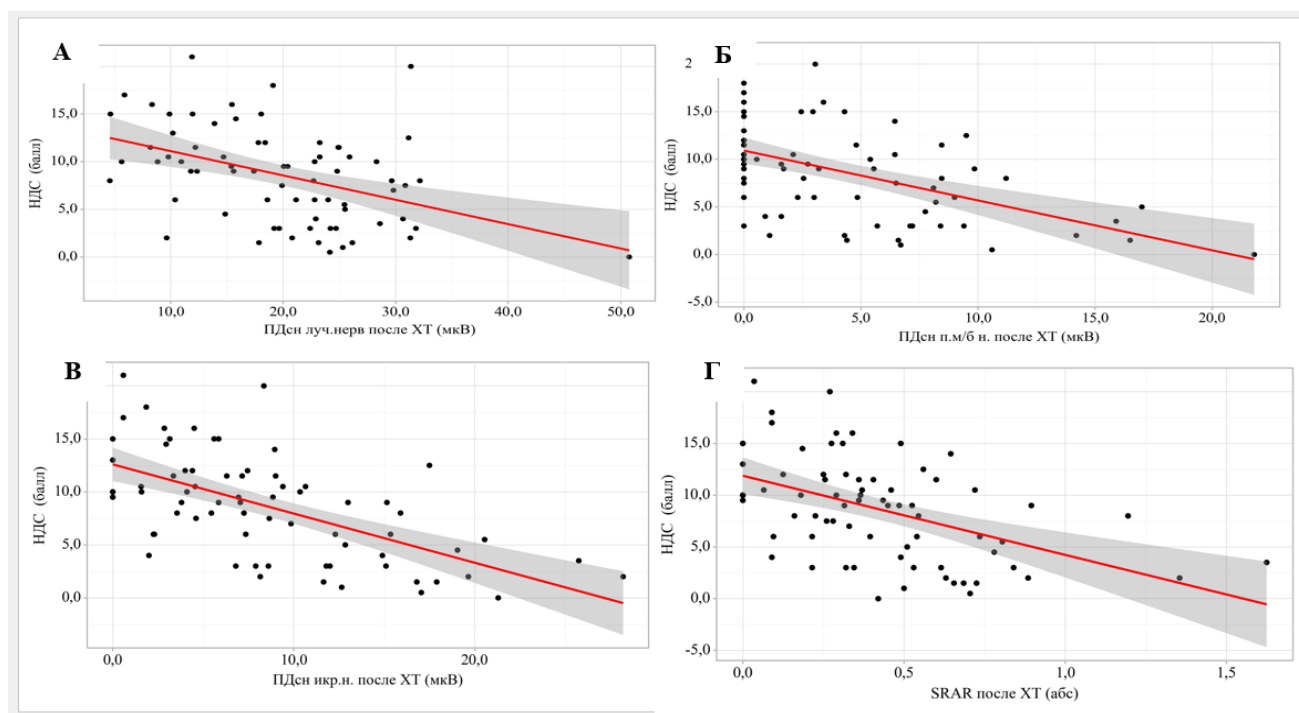 А
НДС (балл)
15,0
10,0
5,0
0,0
10,0 20,0 30,0 40,0 50,0
ПДсн луч.нерв после ХТ (мкВ)
Б
НДС (балл)
2
15,0
10,0
5,0
0,0
-5,0
0,0 5,0 10,0 15,0 20,0
ПДсн п.м/б н. после ХТ (мкВ)
В
НДС (балл)
15,0
10,0
5,0
0,0
0,0 10,0 20,0
ПДсн икр.н. после ХТ (мкВ)
Г
НДС (балл)
15,0
10,0
5,0
0,0
-5,0
0,0 0,5 1,0 1,5
SRAR после ХТ (абс)